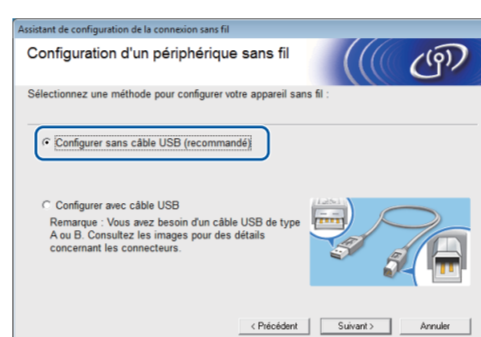 Assistant de configuration de la connexion sans fil
Configuration d'un périphérique sans fil
Sélectionnez une méthode pour configurer votre appareil sans fil :
Configurer sans câble USB (recommandé)
Configurer avec câble USB
Remarque : Vous avez besoin d'un câble USB de type
A ou B. Consultez les images pour des détails
concernant les connecteurs.
< Précédent Suivant > Annuler